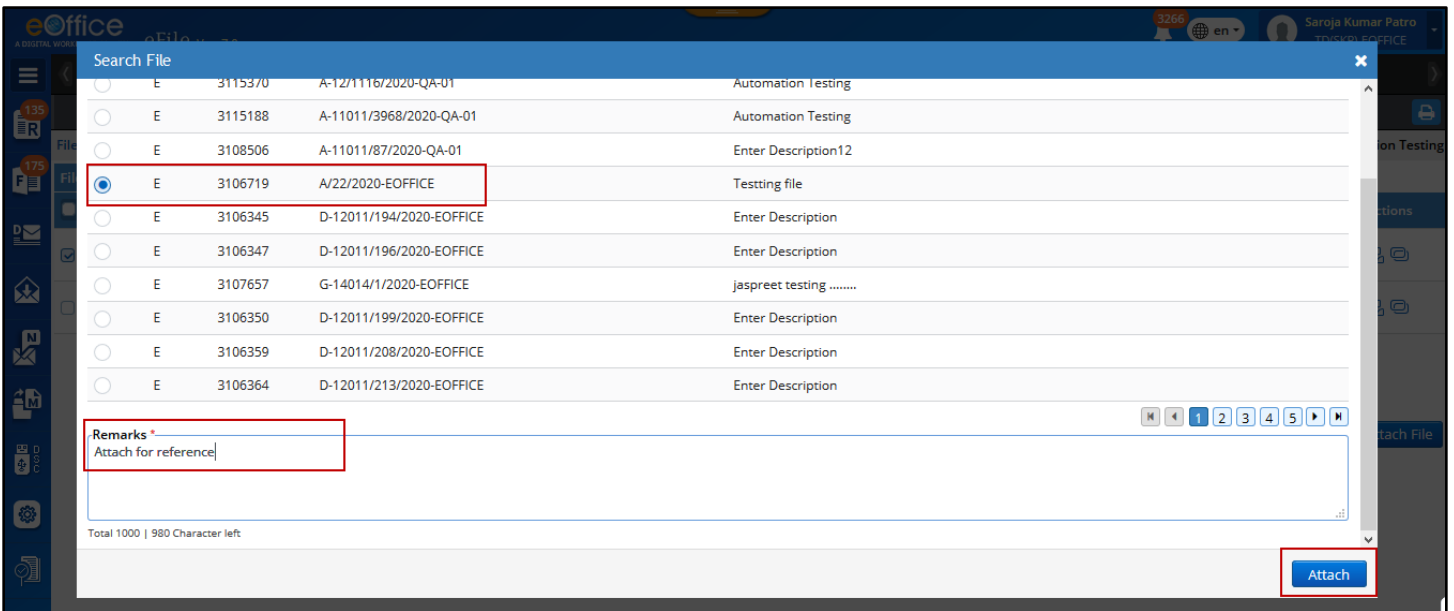 eOffice
A DIGITAL WORK
eFile
3266
en
Saroja Kumar Patro
TD(SKP) EOFFICE
Search File
E 3115370 A-12/1116/2020-QA-01 Automation Testing
135
R
E 3115188 A-11011/3968/2020-QA-01 Automation Testing
File
E 3108506 A-11011/87/2020-QA-01 Enter Description12
ion Testing
175
F
Fil
E 3106719 A/22/2020-EOFFICE Testting file
E 3106345 D-12011/194/2020-EOFFICE Enter Description
ctions
D
E 3106347 D-12011/196/2020-EOFFICE Enter Description
E 3107657 G-14014/1/2020-EOFFICE jaspreet testing ........
E 3106350 D-12011/199/2020-EOFFICE Enter Description
N
E 3106359 D-12011/208/2020-EOFFICE Enter Description
E 3106364 D-12011/213/2020-EOFFICE Enter Description
M
1 2 3 4 5
Remarks *
Attach for reference
ttach File
DSC
Total 1000 | 980 Character left
Attach